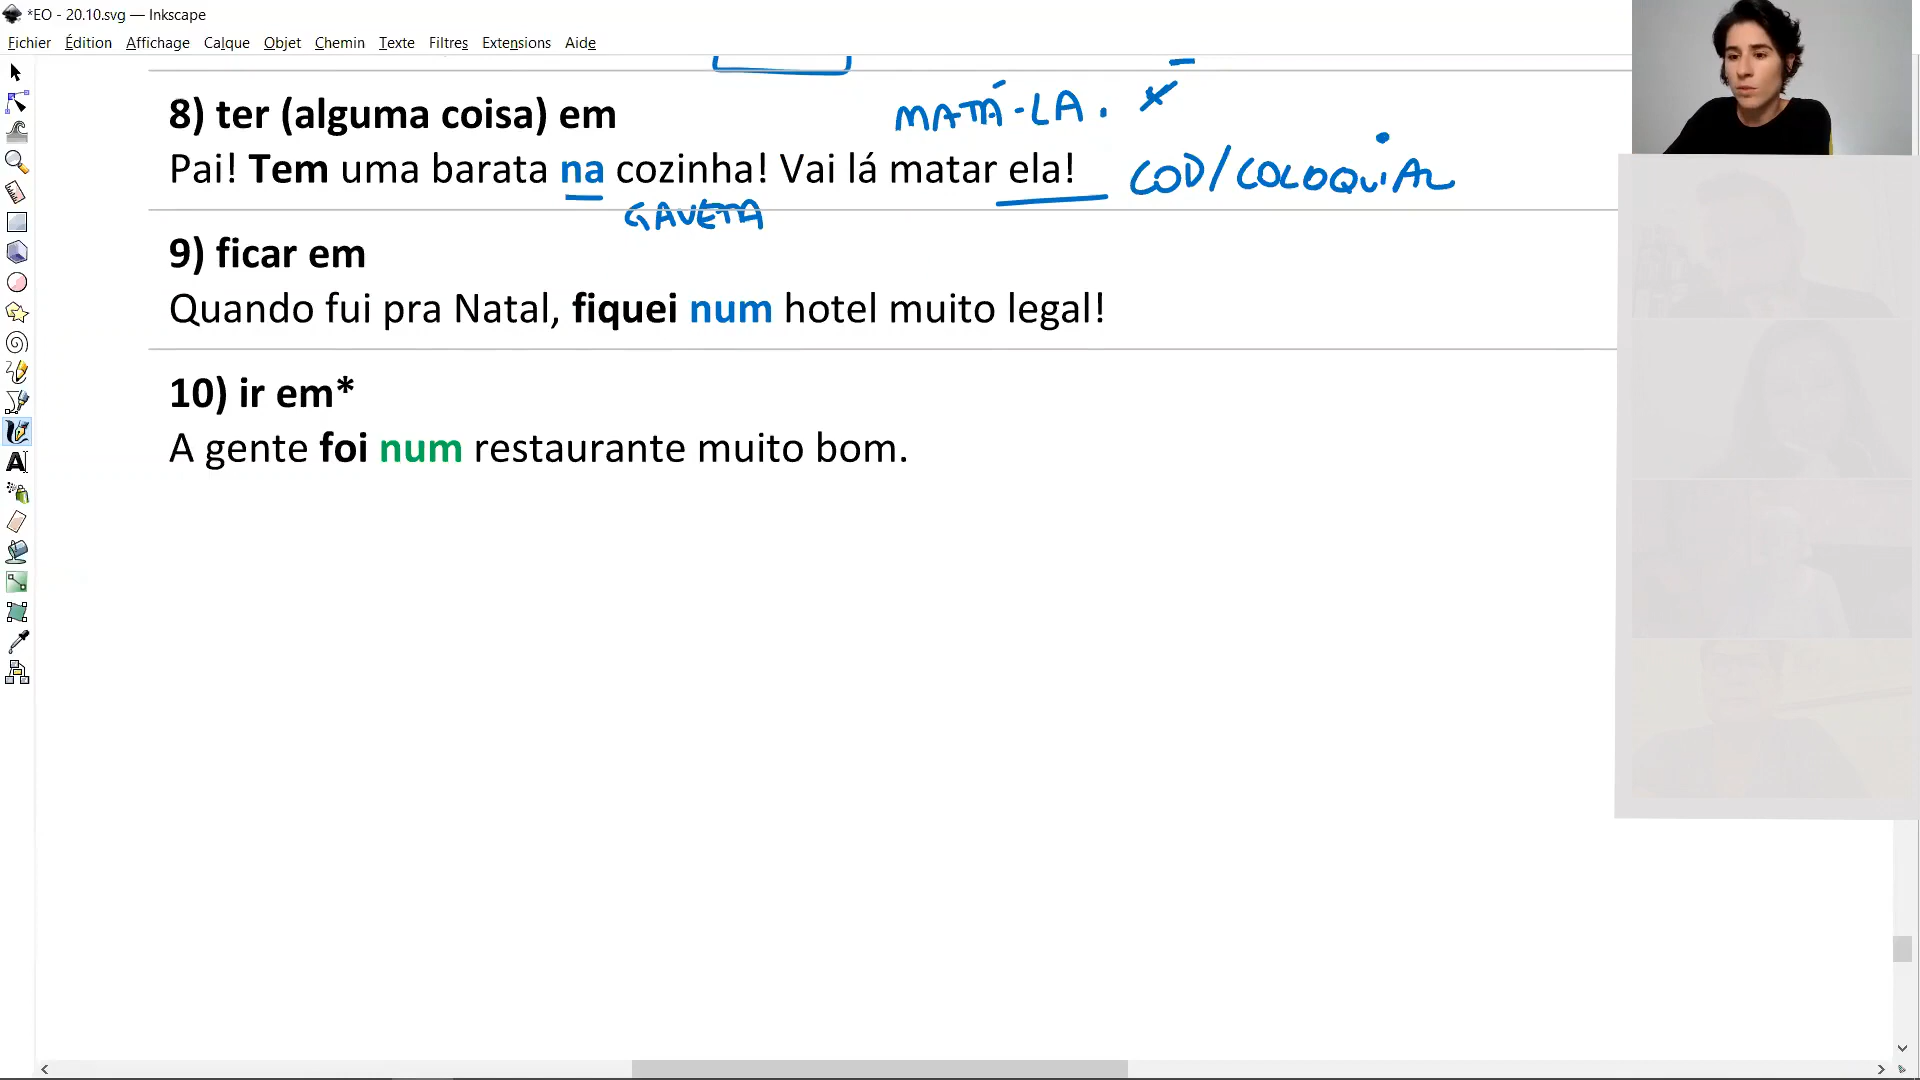 *EO - 20.10.svg — Inkscape
Fichier Édition Affichage Calque Objet Chemin Texte Filtres Extensions Aide
8) ter (alguma coisa) em
MATÁ-LA.
Pai! Tem uma barata na cozinha! Vai lá matar ela! COD/COLOQUIAL
GAVETA
9) ficar em
Quando fui pra Natal, fiquei num hotel muito legal!
10) ir em*
A gente foi num restaurante muito bom.